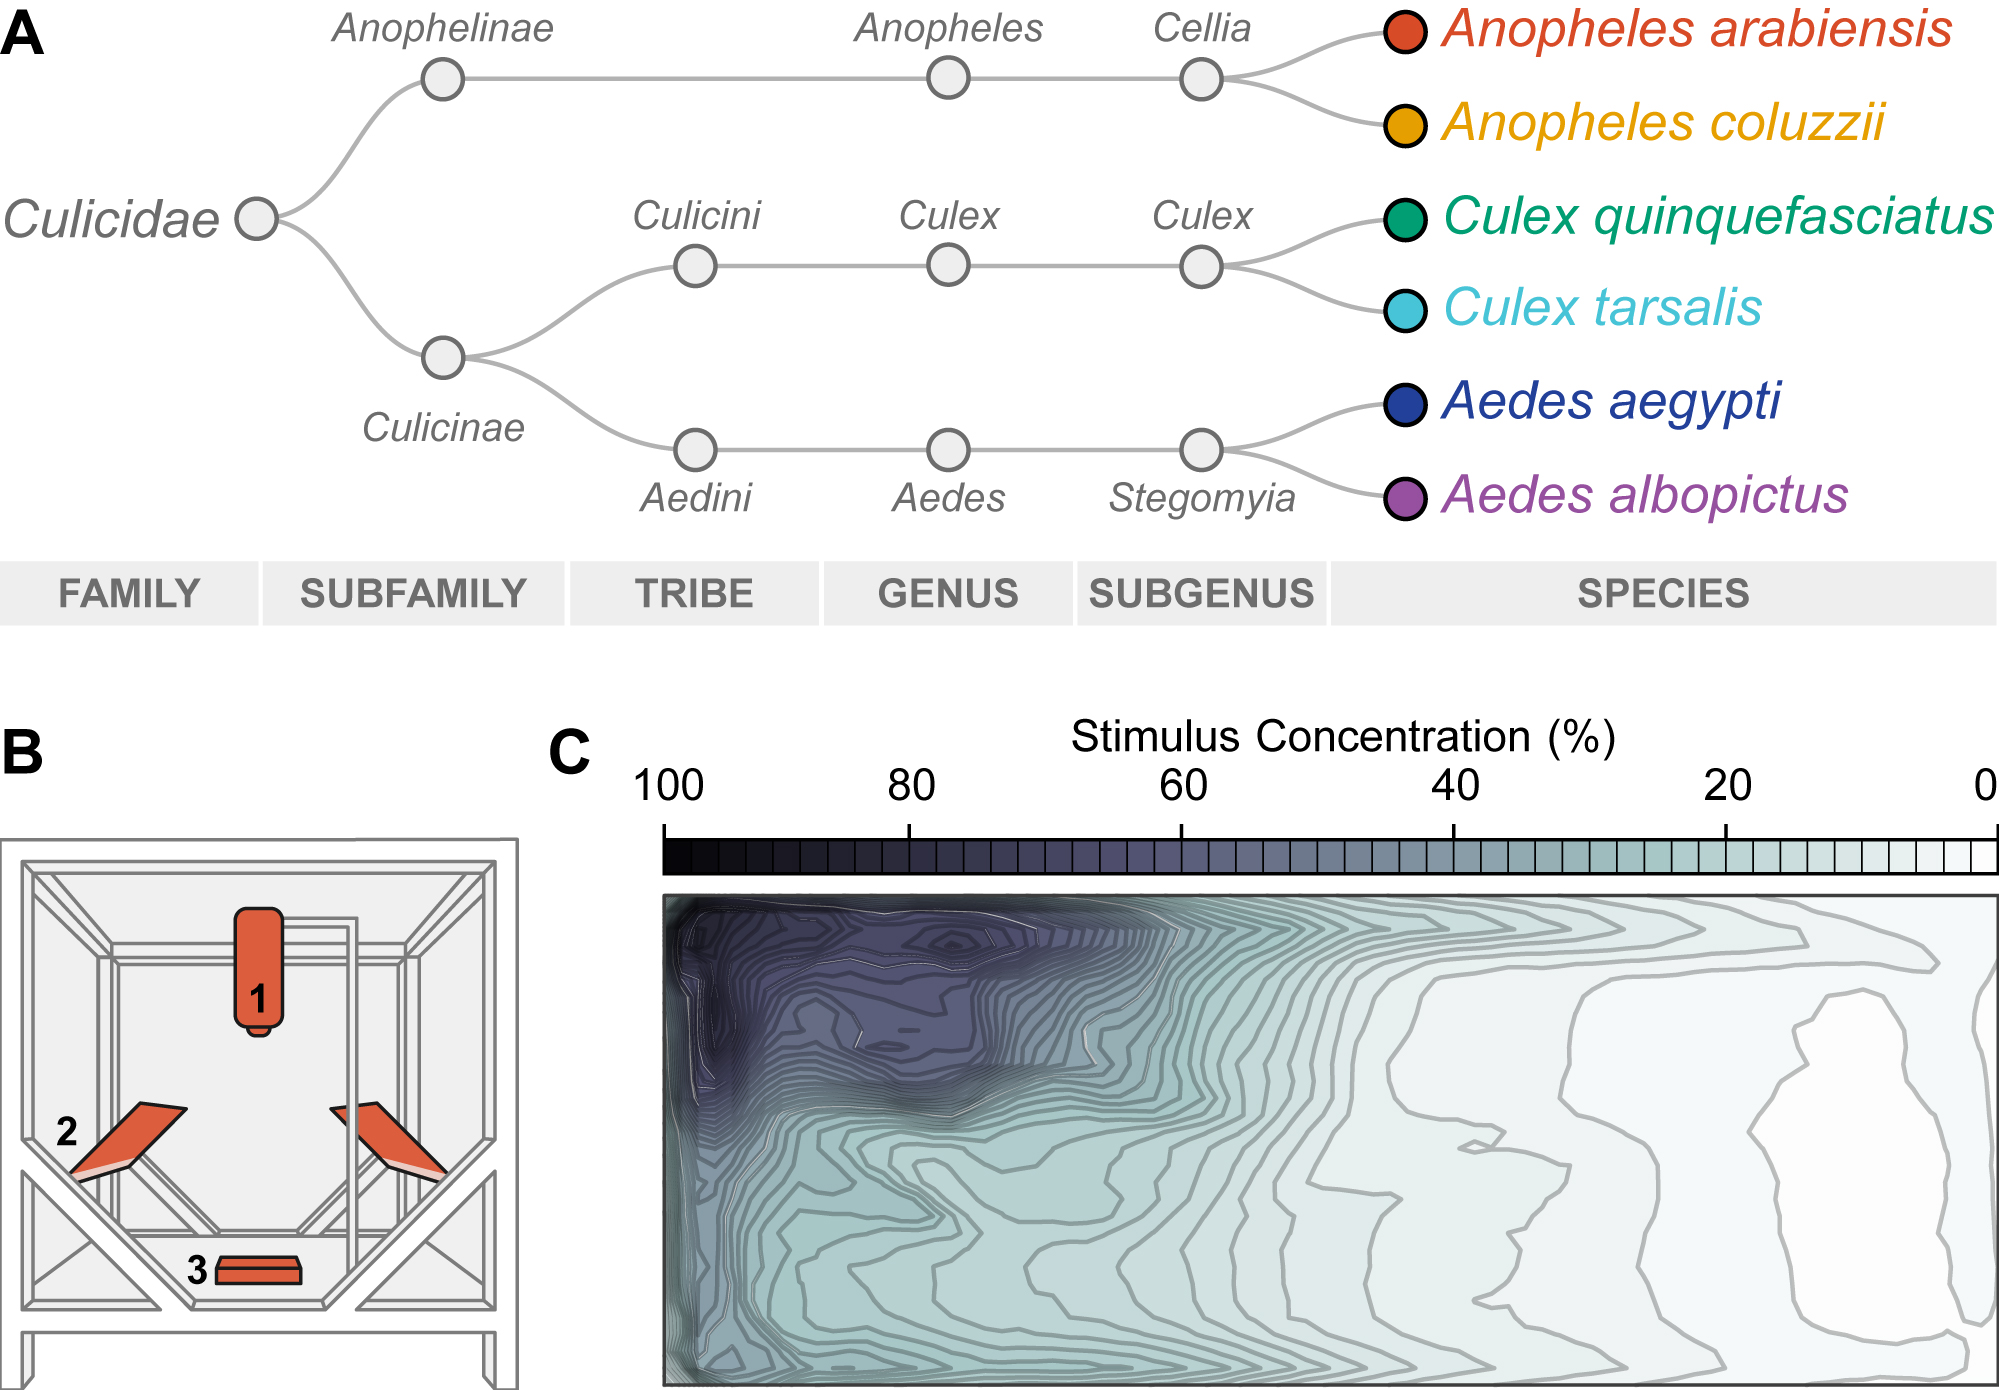 A
Anophelinae
Anopheles
Cellia
Anopheles arabiensis
Anopheles coluzzii
Culicidae
Culicini
Culex
Culex
Culex quinquefasciatus
Culex tarsalis
Culicinae
Aedini
Aedes
Stegomyia
Aedes aegypti
Aedes albopictus
FAMILY
SUBFAMILY
TRIBE
GENUS
SUBGENUS
SPECIES
B
1
2
3
C
Stimulus Concentration (%)
100 80 60 40 20 0